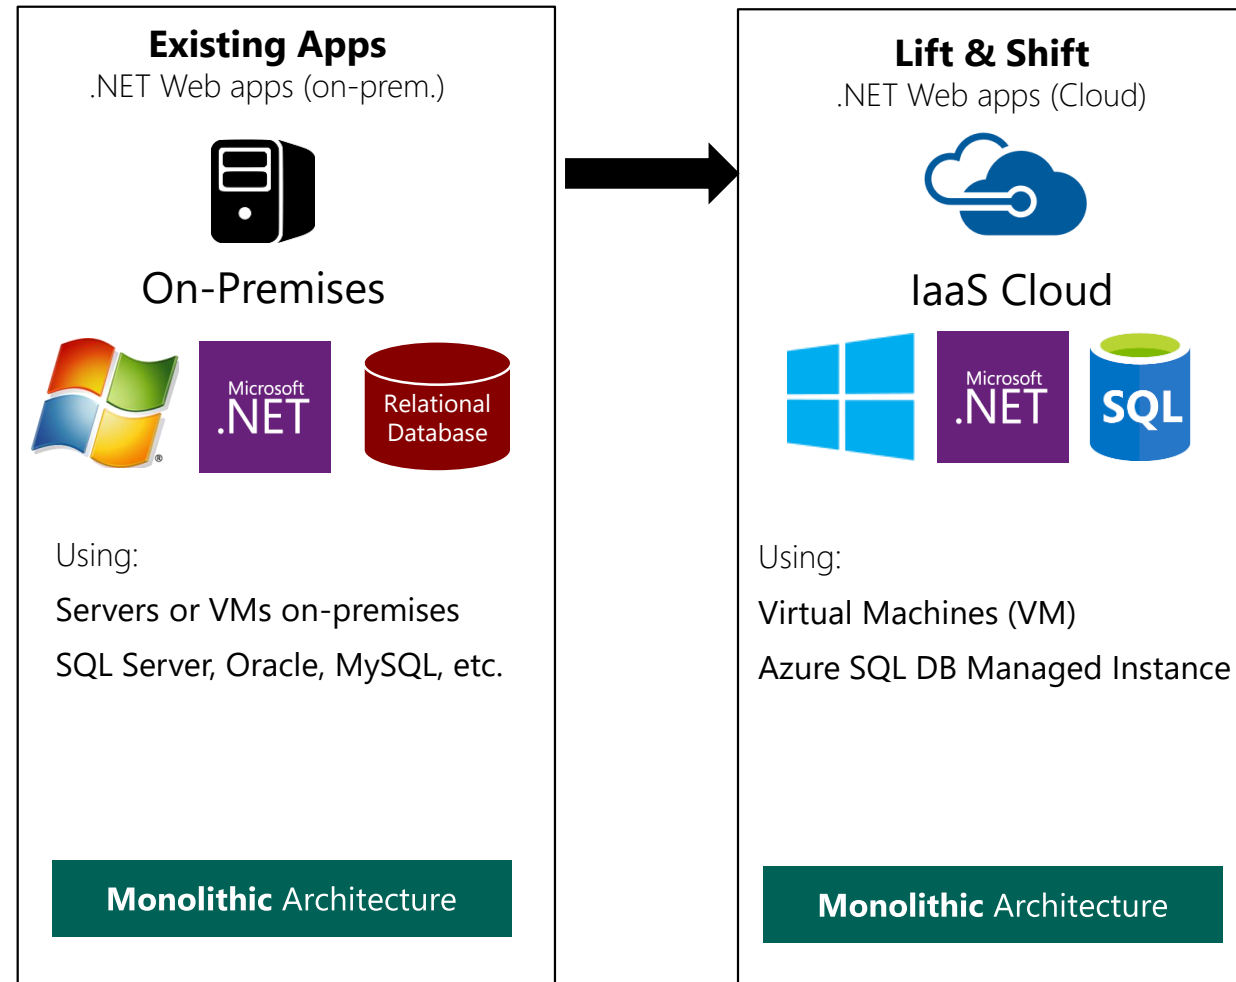 Existing Apps
.NET Web apps (on-prem.)
On-Premises
Microsoft
.NET
Relational
Database
®
Using:
Servers or VMs on-premises
SQL Server, Oracle, MySQL, etc.
Monolithic Architecture
Lift & Shift
.NET Web apps (Cloud)
IaaS Cloud
Microsoft
.NET
SQL
Using:
Virtual Machines (VM)
Azure SQL DB Managed Instance
Monolithic Architecture